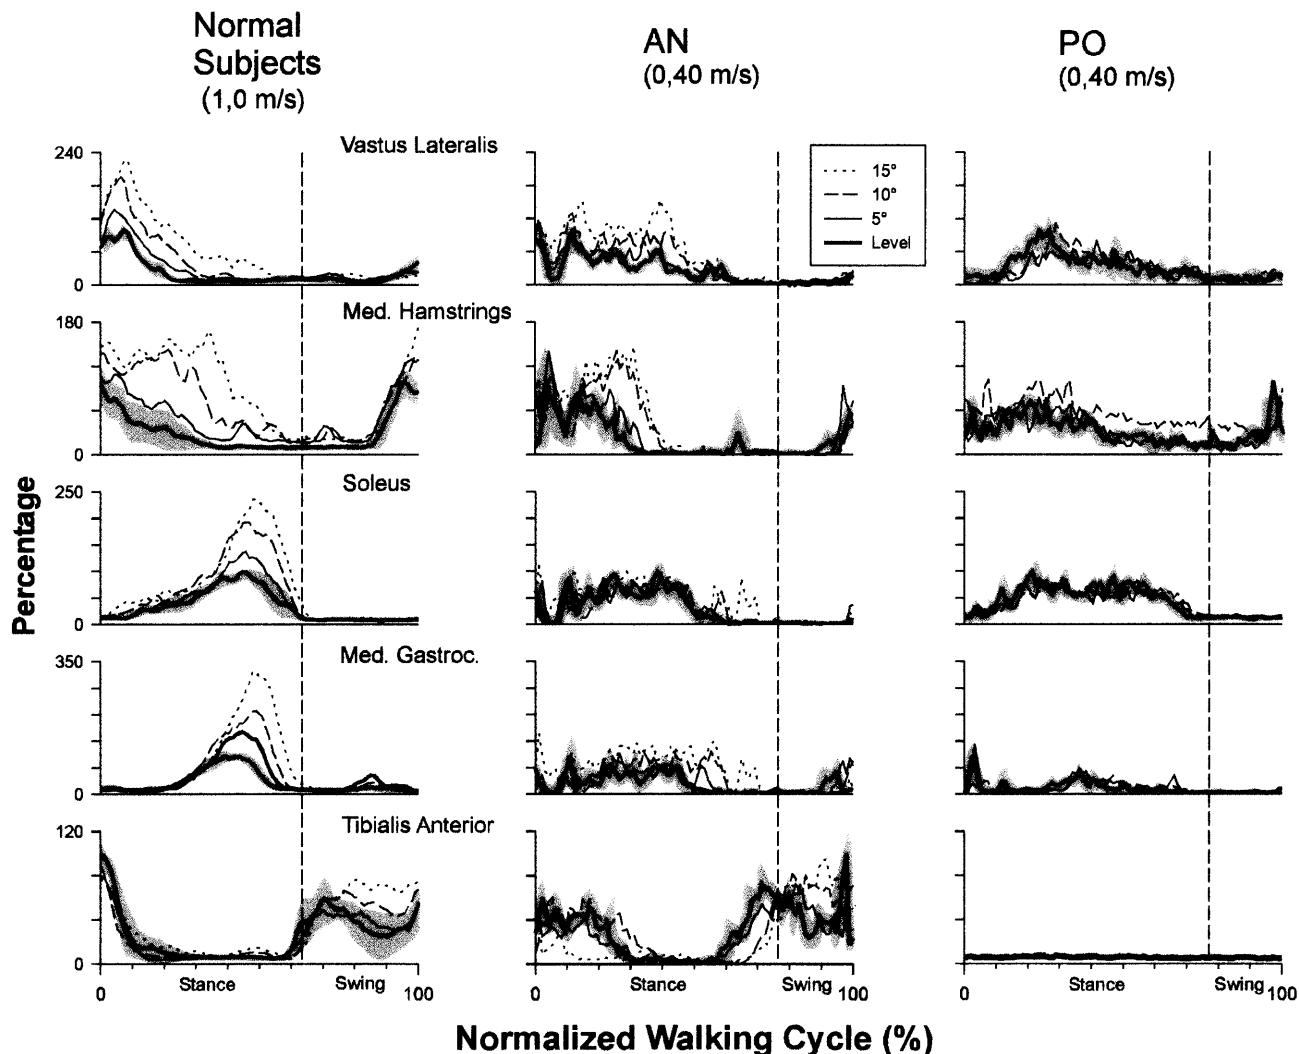 Normal
Subjects
(1,0 m/s)
AN
(0,40 m/s)
PO
(0,40 m/s)
Vastus Lateralis
240
0
15°
10°
5°
Level
Med. Hamstrings
180
0
Soleus
250
0
Med. Gastroc.
350
0
Tibialis Anterior
120
0
Percentage
0 Stance Swing 100
0 Stance Swing 100
0 Stance Swing 100
Normalized Walking Cycle (%)